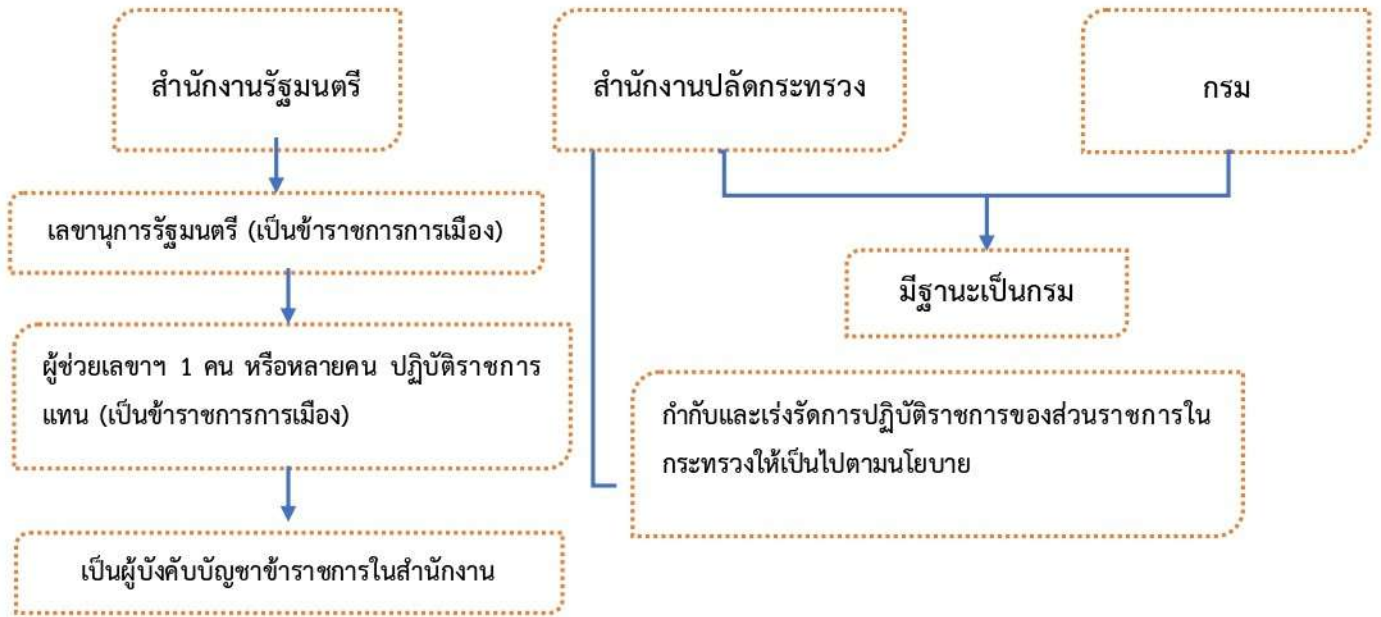 สำนักงานรัฐมนตรี
สำนักงานปลัดกระทรวง
กรม
เลขานุการรัฐมนตรี (เป็นข้าราชการการเมือง)
มีฐานะเป็นกรม
ผู้ช่วยเลขาฯ 1 คน หรือหลายคน ปฏิบัติราชการ
แทน (เป็นข้าราชการการเมือง)
กำกับและเร่งรัดการปฏิบัติราชการของส่วนราชการใน
กระทรวงให้เป็นไปตามนโยบาย
เป็นผู้บังคับบัญชาข้าราชการในสำนักงาน